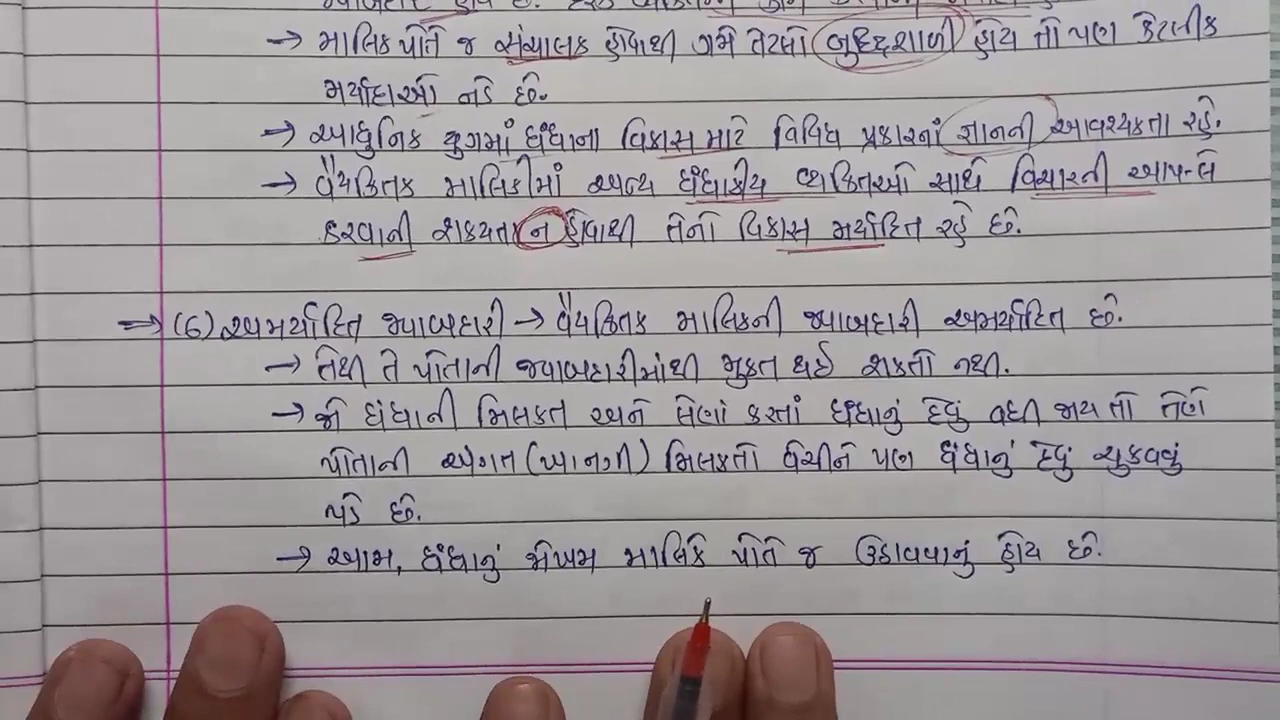 → માલિક પોતે જ સંચાલક હોવાથી ગમે તેટલો બુદ્ધિશાળી હોય તો પણ કેટલીક
મર્યાદાઓ નડે છે.
→ આધુનિક યુગમાં ધંધાના વિકાસ માટે વિવિધ પ્રકારનાં જ્ઞાનની આવશ્યકતા રહે.
→ વૈયક્તિક માલિકીમાં અન્ય ધંધાકીય વ્યક્તિઓ સાથે વિચારની આપ-લે
કરવાની શક્યતા ન હોવાથી તેનો વિકાસ મર્યાદિત રહે છે.
⇒ (6) અમર્યાદિત જવાબદારી → વૈયક્તિક માલિકની જવાબદારી અમર્યાદિત છે.
→ તેથી તે પોતાની જવાબદારીમાંથી મુક્ત થઈ શકતો નથી.
→ જો ધંધાની મિલકત અને લેણાં કરતાં ધંધાનું દેવું વધી જાય તો તેણે
પોતાની અંગત (ખાનગી) મિલકતો વેચીને પણ ધંધાનું દેવું ચુકવવું
પડે છે.
→ આમ, ધંધાનું જોખમ માલિકે પોતે જ ઉઠાવવાનું હોય છે.